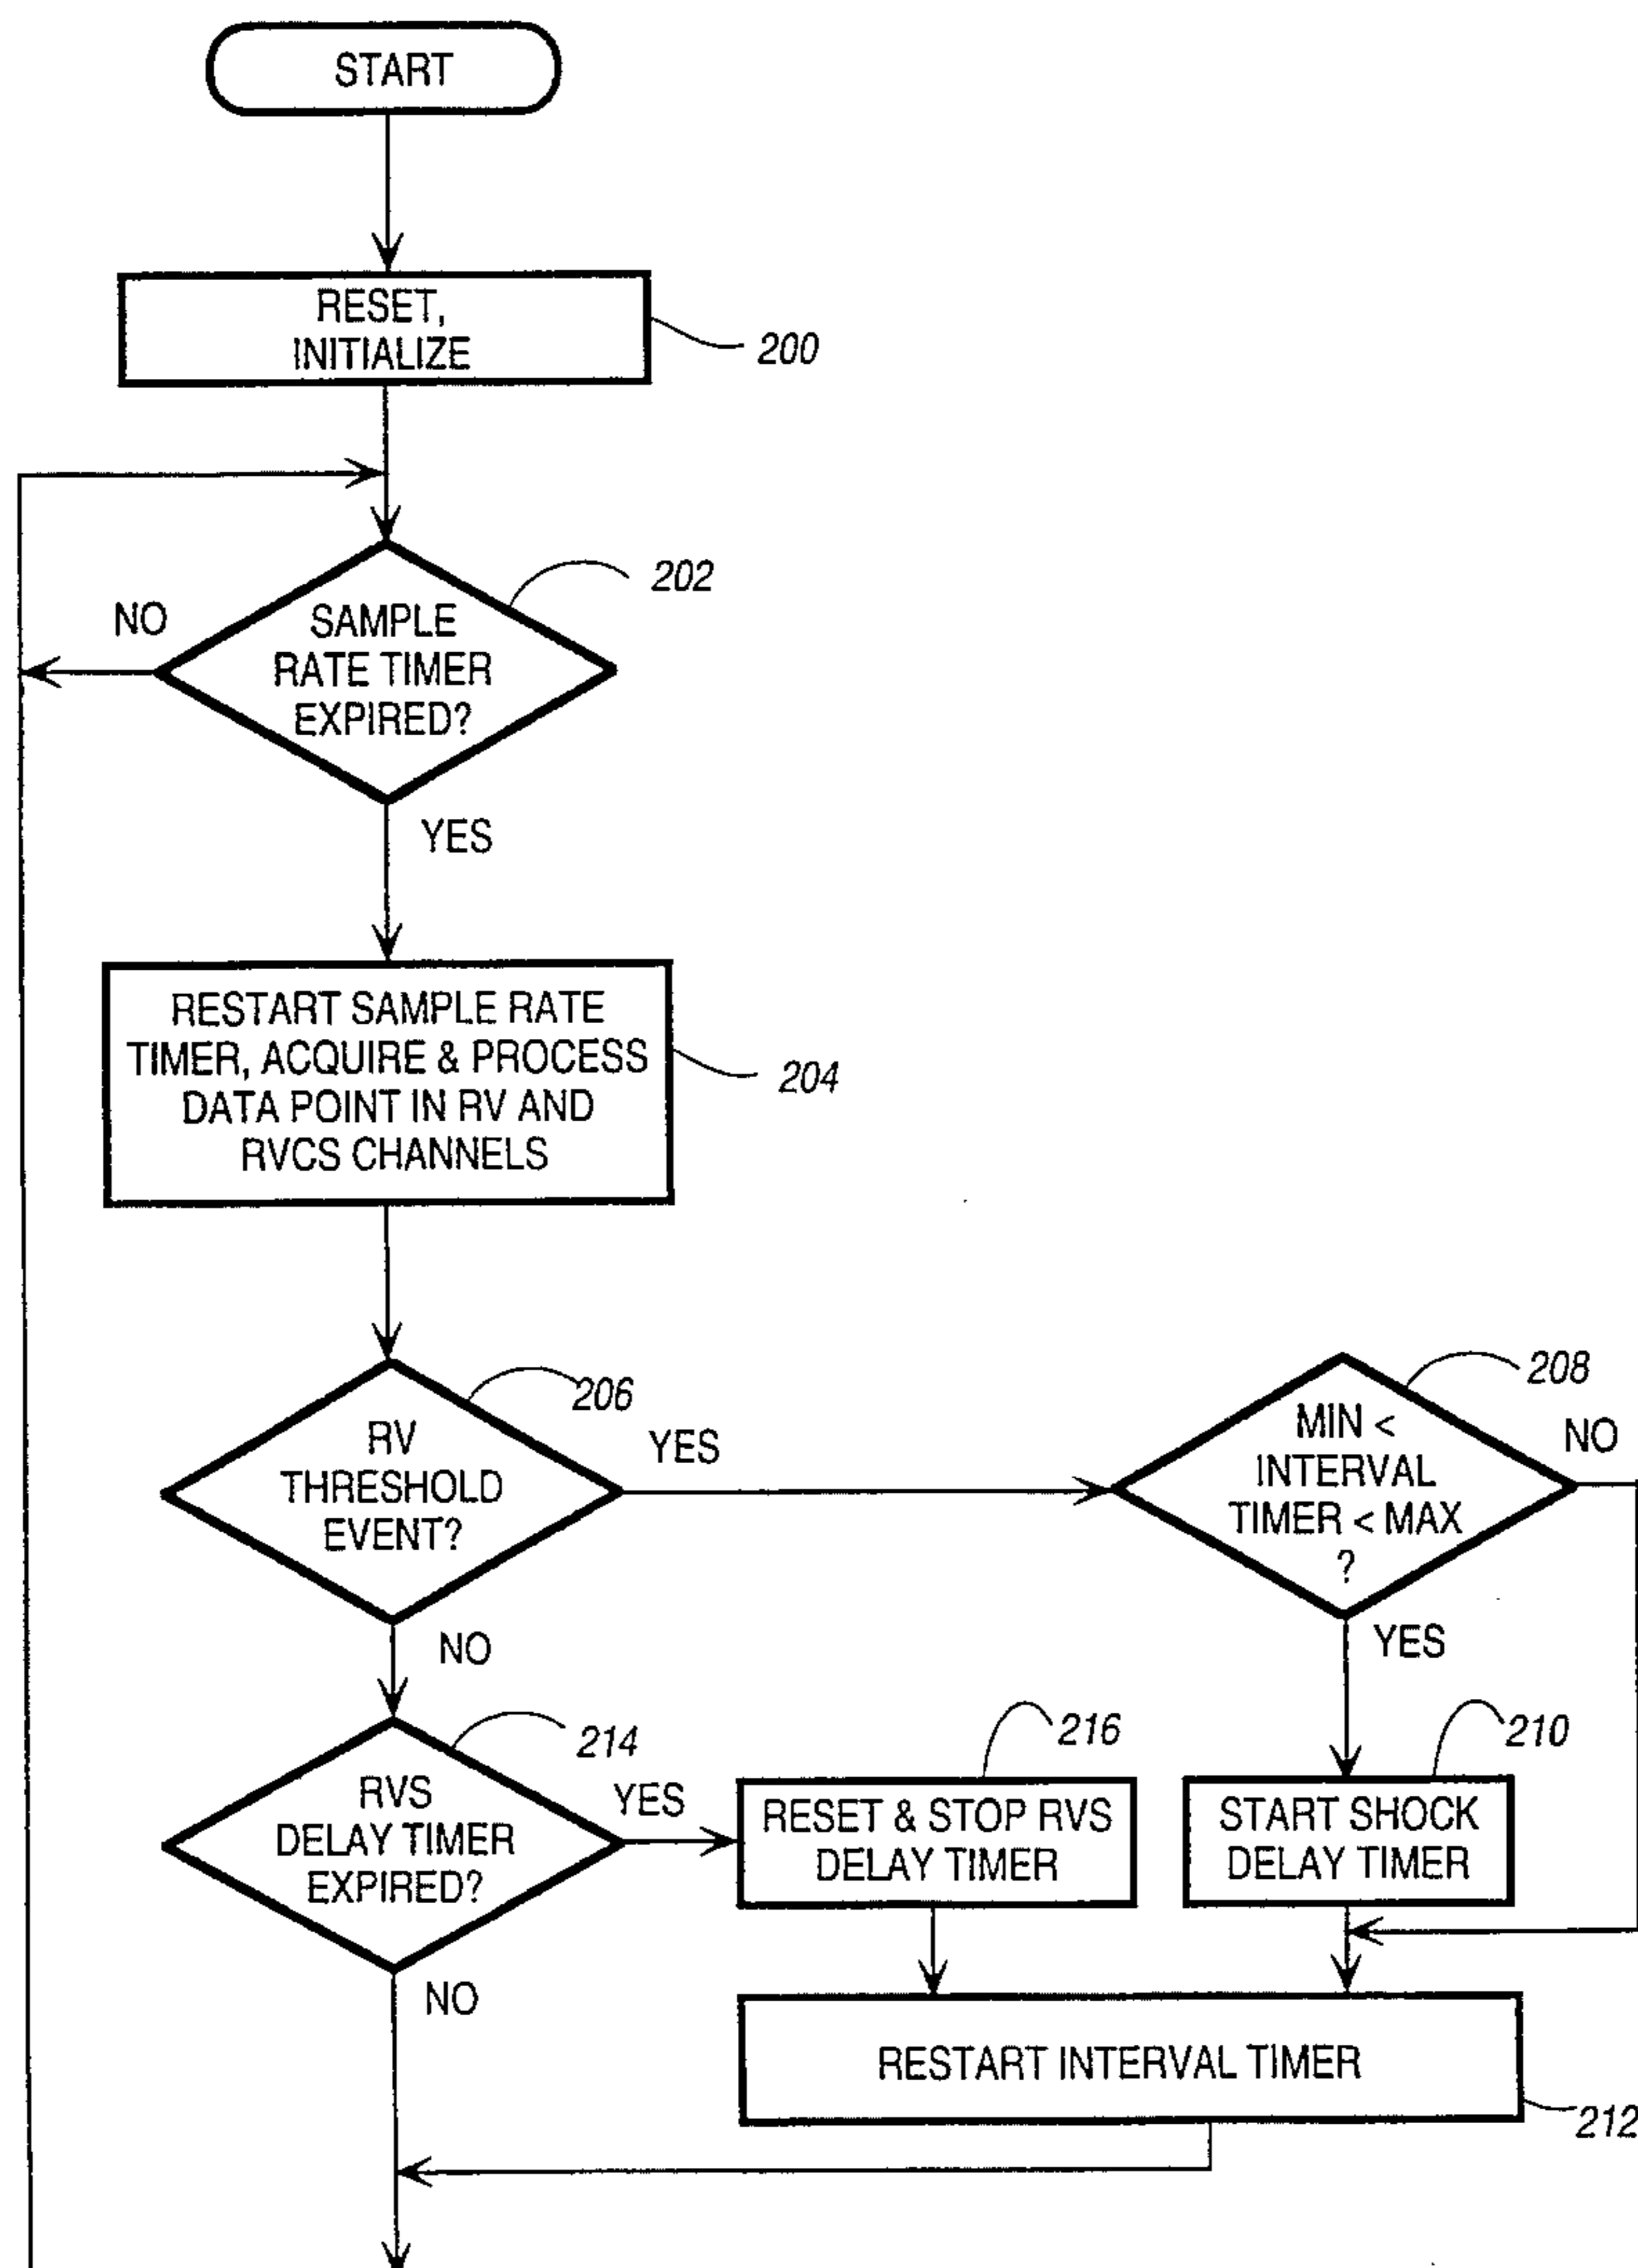 START
RESET,
INITIALIZE
200
202
NO
SAMPLE
RATE TIMER
EXPIRED?
YES
RESTART SAMPLE RATE
TIMER, ACQUIRE & PROCESS
DATA POINT IN RV AND
RVCS CHANNELS
204
206
RV
THRESHOLD
EVENT?
YES
NO
208
MIN <
INTERVAL
TIMER < MAX
?
NO
YES
214
RVS
DELAY TIMER
EXPIRED?
YES
NO
216
RESET & STOP RVS
DELAY TIMER
210
START SHOCK
DELAY TIMER
RESTART INTERVAL TIMER
212